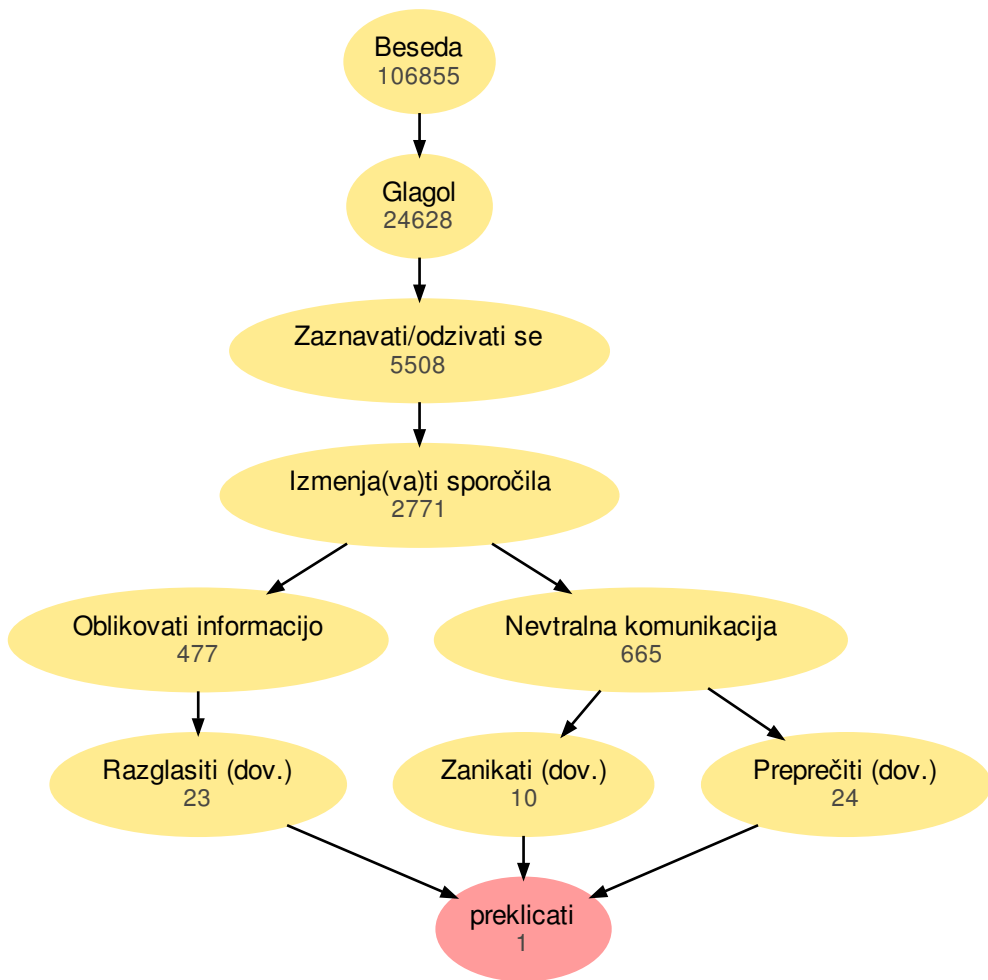 Beseda
106855
Glagol
24628
Zaznavati/odzivati se
5508
Izmenja(va)ti sporočila
2771
Oblikovati informacijo
477
Nevtralna komunikacija
665
Razglasiti (dov.)
23
Zanikati (dov.)
10
Preprečiti (dov.)
24
preklicati
1